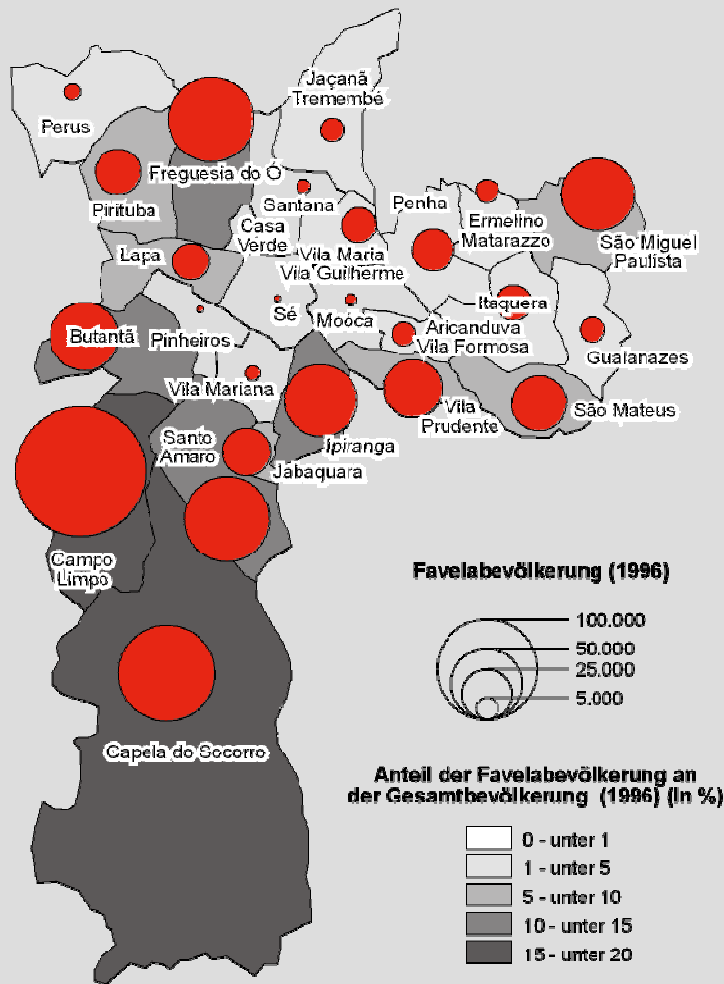 Jaçanã
Tremembé
Perus
Freguesia do Ó
Pirituba
Santana
Penha
Casa
Verde
Ermelino
Matarazzo
São Miguel
Paulista
Lapa
Vila Maria
Vila Guilherme
Itaquera
Sé
Moóca
Butantã
Pinheiros
Aricanduva
Vila Formosa
Guaianazes
Vila Mariana
Vila
Prudente
São Mateus
Santo
Amaro
Ipiranga
Jabaquara
Campo
Limpo
Capela do Socorro
Favelabevölkerung (1996)
100.000
50.000
25.000
5.000
Anteil der Favelabevölkerung an
der Gesamtbevölkerung (1996) (in %)
0 - unter 1
1 - unter 5
5 - unter 10
10 - unter 15
15 - unter 20